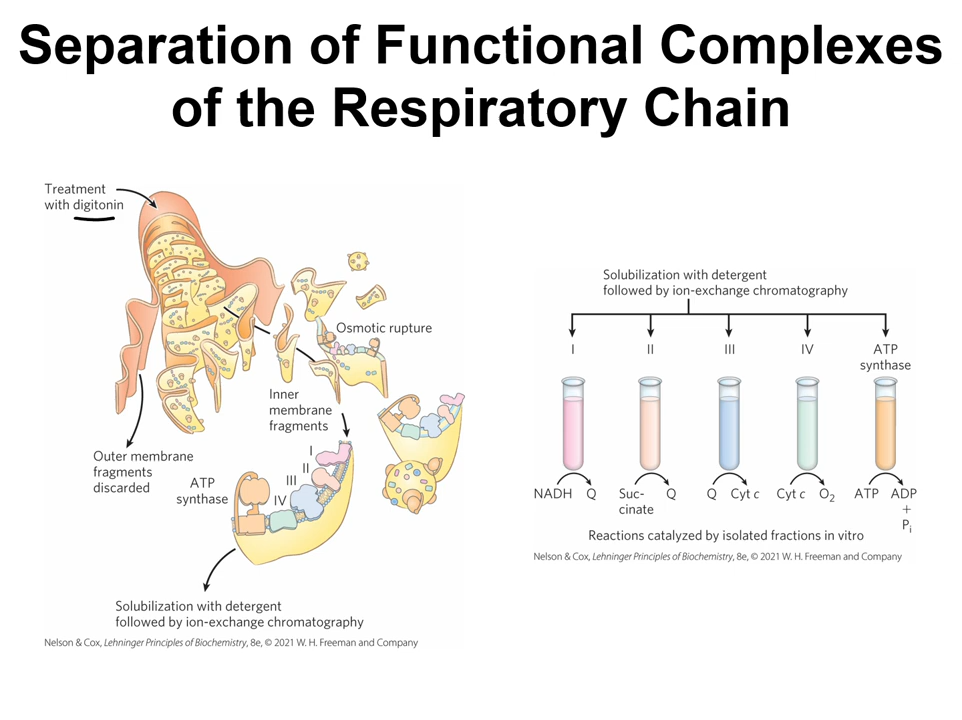 Separation of Functional Complexes
of the Respiratory Chain
Treatment
with digitonin
Osmotic rupture
Inner
membrane
fragments
Outer membrane
fragments
discarded
ATP
synthase
I
II
III
IV
Solubilization with detergent
followed by ion-exchange chromatography
Nelson & Cox, Lehninger Principles of Biochemistry, 8e, © 2021 W. H. Freeman and Company
Solubilization with detergent
followed by ion-exchange chromatography
I II III IV ATP
synthase
NADH Q Suc- Q Q Cyt c Cyt c O2 ATP ADP
cinate +
Pi
Reactions catalyzed by isolated fractions in vitro
Nelson & Cox, Lehninger Principles of Biochemistry, 8e, © 2021 W. H. Freeman and Company